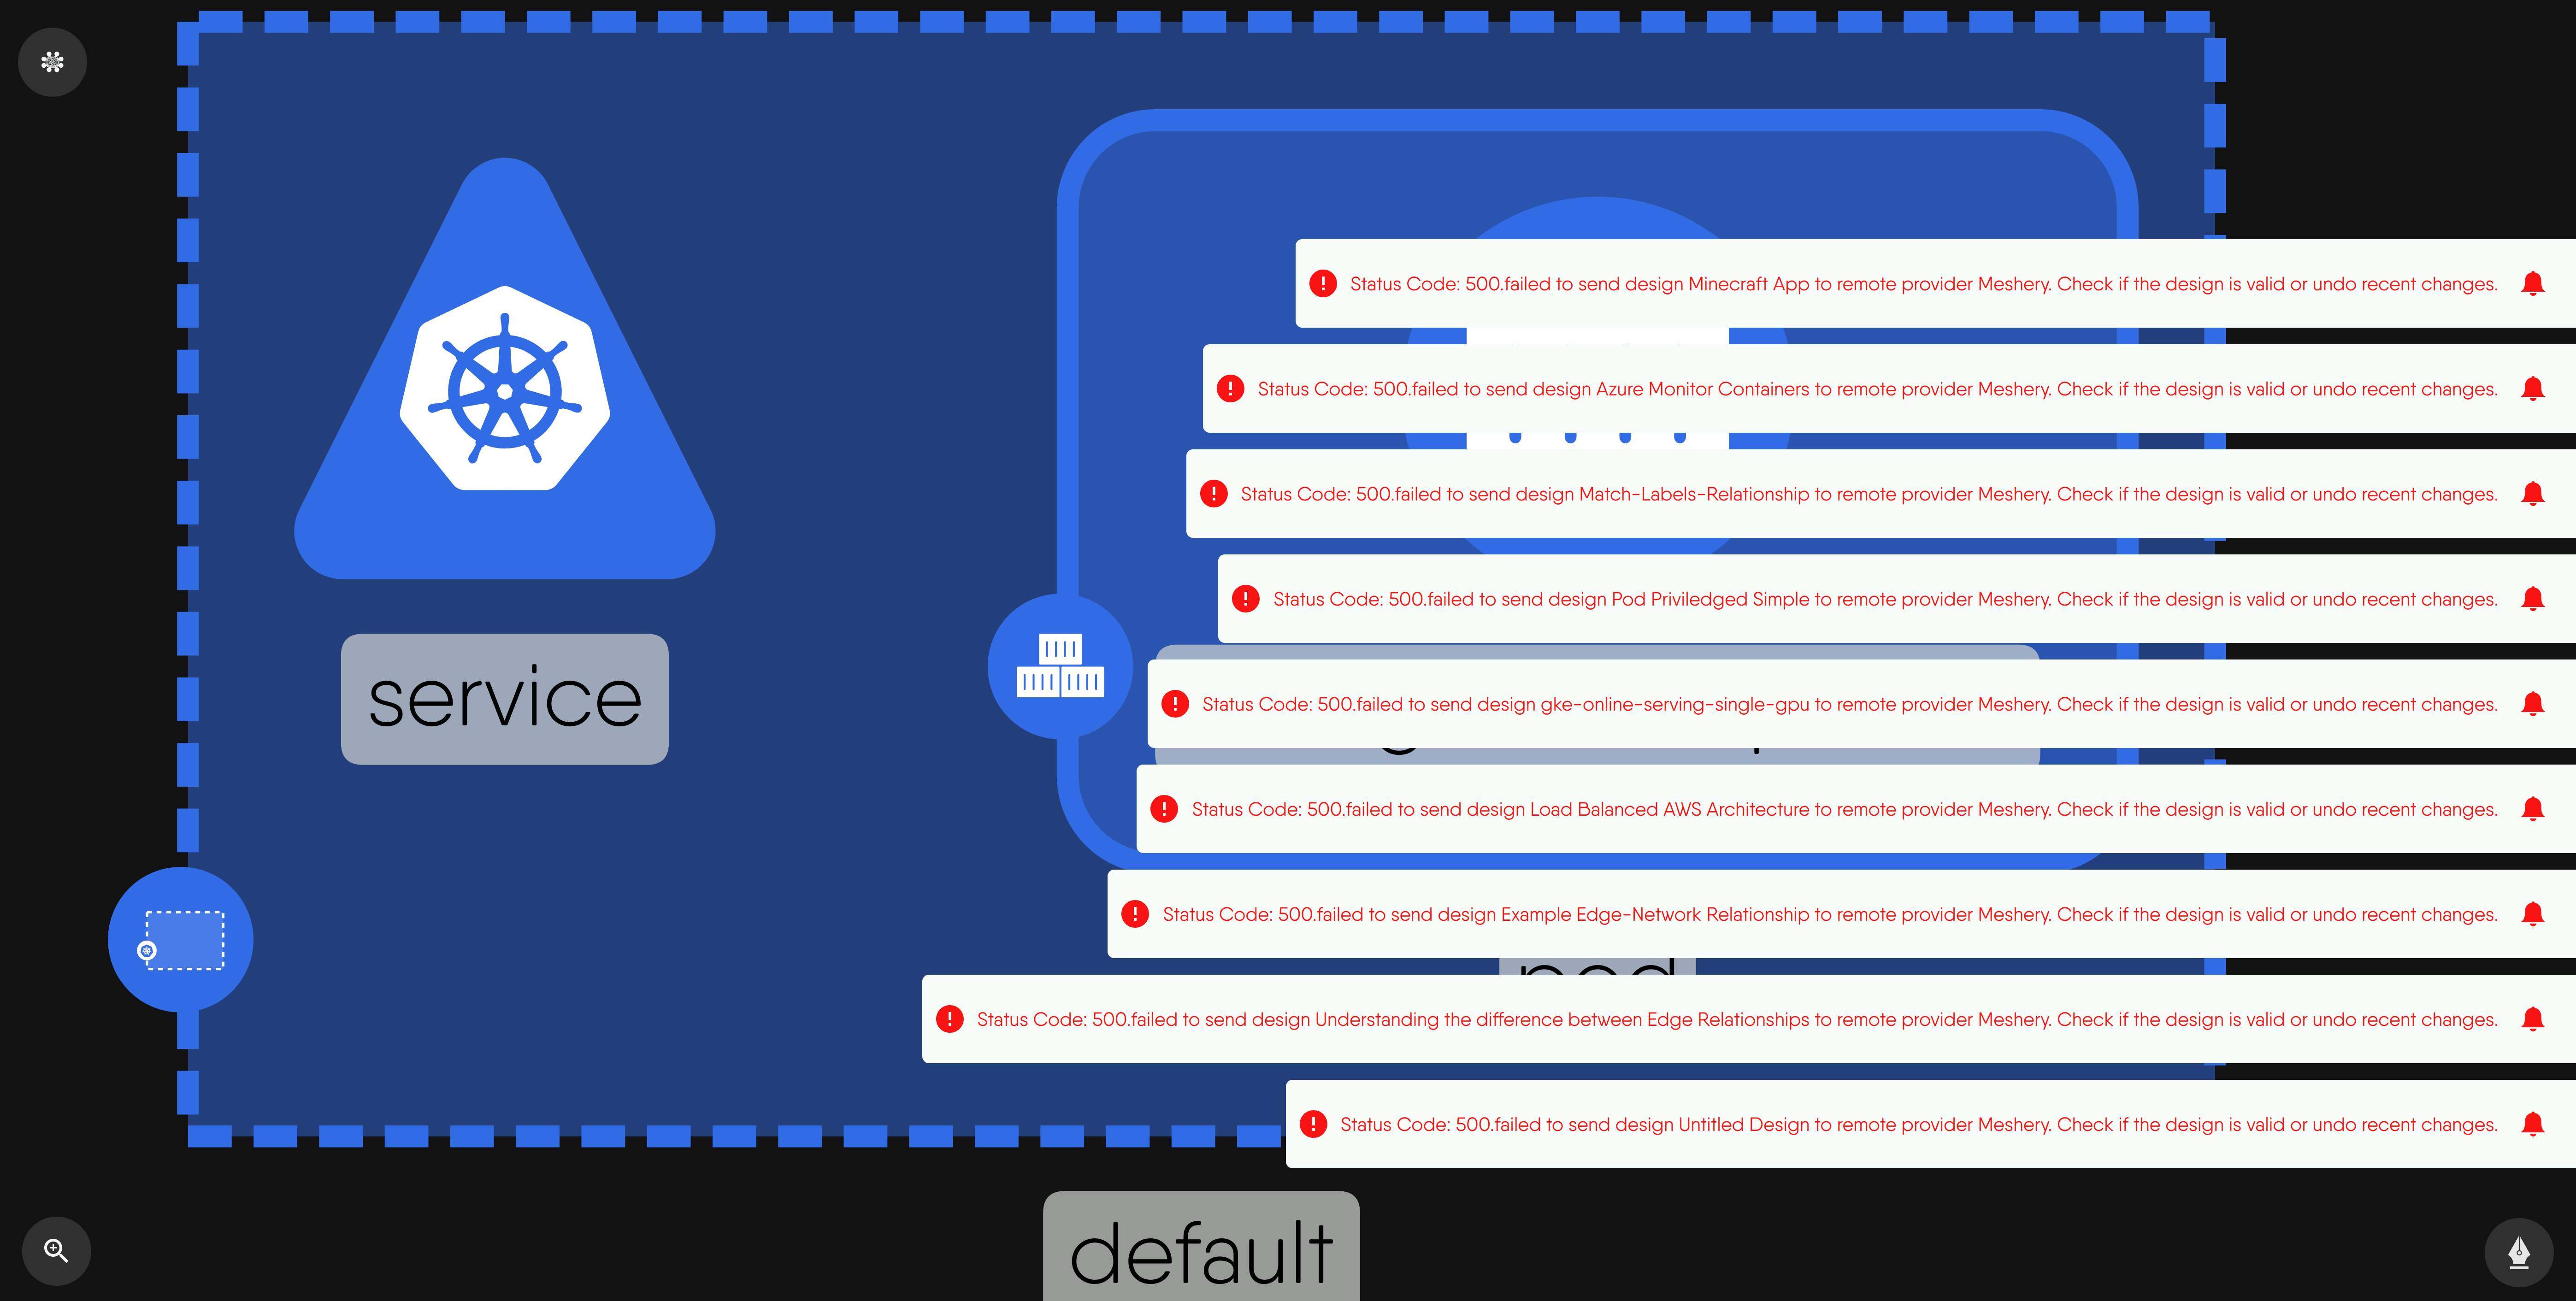 service
Status Code: 500.failed to send design Minecraft App to remote provider Meshery. Check if the design is valid or undo recent changes.
Status Code: 500.failed to send design Azure Monitor Containers to remote provider Meshery. Check if the design is valid or undo recent changes.
Status Code: 500.failed to send design Match-Labels-Relationship to remote provider Meshery. Check if the design is valid or undo recent changes.
Status Code: 500.failed to send design Pod Priviledged Simple to remote provider Meshery. Check if the design is valid or undo recent changes.
Status Code: 500.failed to send design gke-online-serving-single-gpu to remote provider Meshery. Check if the design is valid or undo recent changes.
Status Code: 500.failed to send design Load Balanced AWS Architecture to remote provider Meshery. Check if the design is valid or undo recent changes.
Status Code: 500.failed to send design Example Edge-Network Relationship to remote provider Meshery. Check if the design is valid or undo recent changes.
pod
Status Code: 500.failed to send design Understanding the difference between Edge Relationships to remote provider Meshery. Check if the design is valid or undo recent changes.
Status Code: 500.failed to send design Untitled Design to remote provider Meshery. Check if the design is valid or undo recent changes.
default